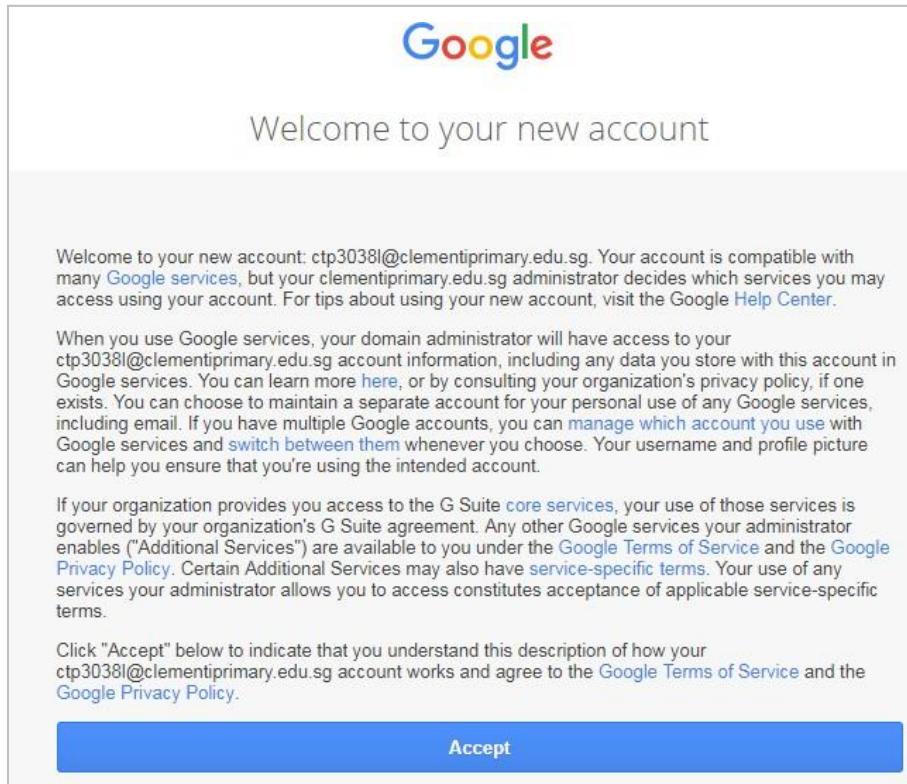 Google
Welcome to your new account
Welcome to your new account: ctp3038l@clementiprimary.edu.sg. Your account is compatible with
many Google services, but your clementiprimary.edu.sg administrator decides which services you may
access using your account. For tips about using your new account, visit the Google Help Center.
When you use Google services, your domain administrator will have access to your
ctp3038l@clementiprimary.edu.sg account information, including any data you store with this account in
Google services. You can learn more here, or by consulting your organization's privacy policy, if one
exists. You can choose to maintain a separate account for your personal use of any Google services,
including email. If you have multiple Google accounts, you can manage which account you use with
Google services and switch between them whenever you choose. Your username and profile picture
can help you ensure that you're using the intended account.
If your organization provides you access to the G Suite core services, your use of those services is
governed by your organization's G Suite agreement. Any other Google services your administrator
enables ("Additional Services") are available to you under the Google Terms of Service and the Google
Privacy Policy. Certain Additional Services may also have service-specific terms. Your use of any
services your administrator allows you to access constitutes acceptance of applicable service-specific
terms.
Click "Accept" below to indicate that you understand this description of how your
ctp3038l@clementiprimary.edu.sg account works and agree to the Google Terms of Service and the
Google Privacy Policy.
Accept